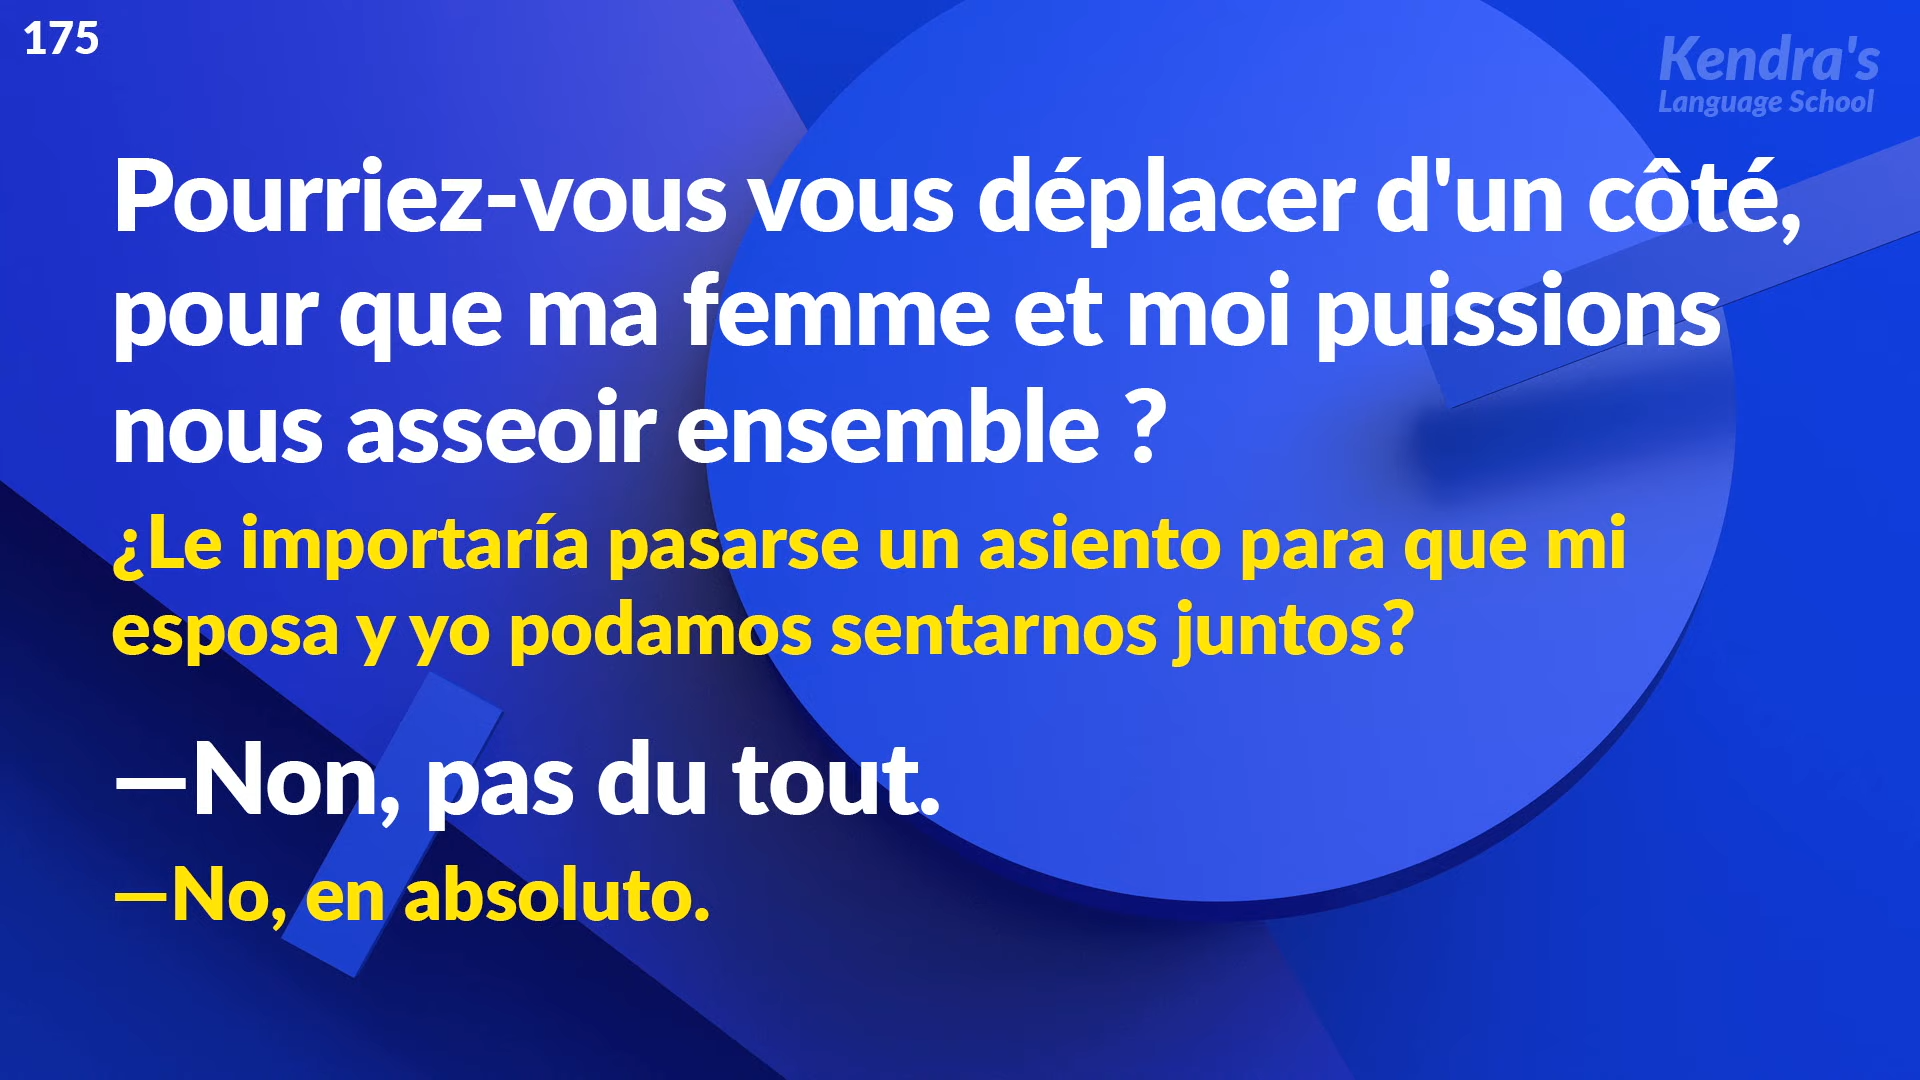 175
Kendra's
Language School
Pourriez-vous vous déplacer d'un côté,
pour que ma femme et moi puissions
nous asseoir ensemble ?
¿Le importaría pasarse un asiento para que mi
esposa y yo podamos sentarnos juntos?
—Non, pas du tout.
—No, en absoluto.